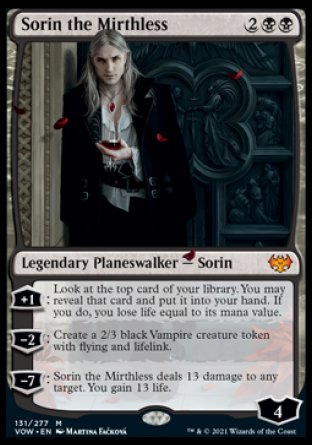 Sorin the Mirthless 2
Legendary Planeswalker — Sorin
+1 Look at the top card of your library. You may
reveal that card and put it into your hand. If
you do, you lose life equal to its mana value.
−2 Create a 2/3 black Vampire creature token
with flying and lifelink.
−7 Sorin the Mirthless deals 13 damage to any
target. You gain 13 life.
4
131/277 M
VOW • EN Martina Fačková
™ & © 2021 Wizards of the Coast